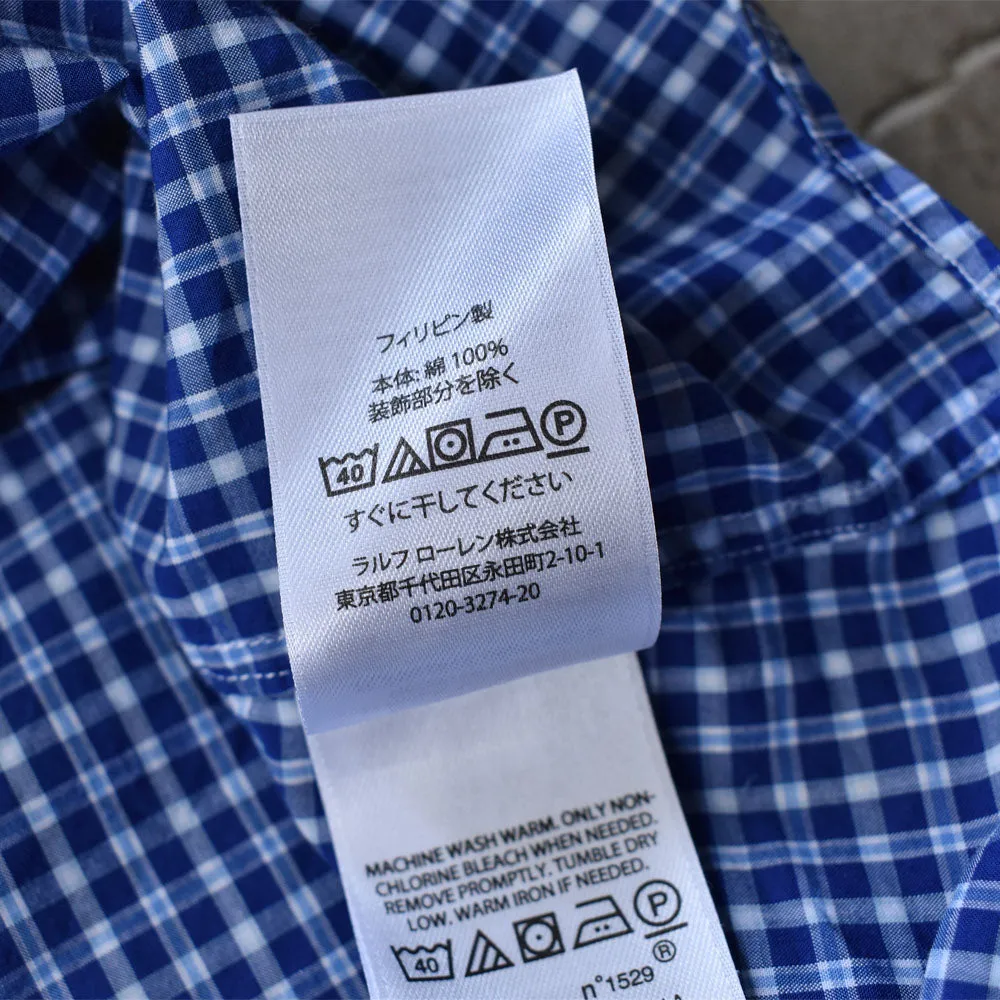 フィリピン製
本体: 綿 100%
装飾部分を除く
40 P
すぐに干してください
ラルフ ローレン株式会社
東京都千代田区永田町2-10-1
0120-3274-20
MACHINE WASH WARM. ONLY NON-
CHLORINE BLEACH WHEN NEEDED.
REMOVE PROMPTLY. TUMBLE DRY
LOW. WARM IRON IF NEEDED.
40 P
®
n°1529